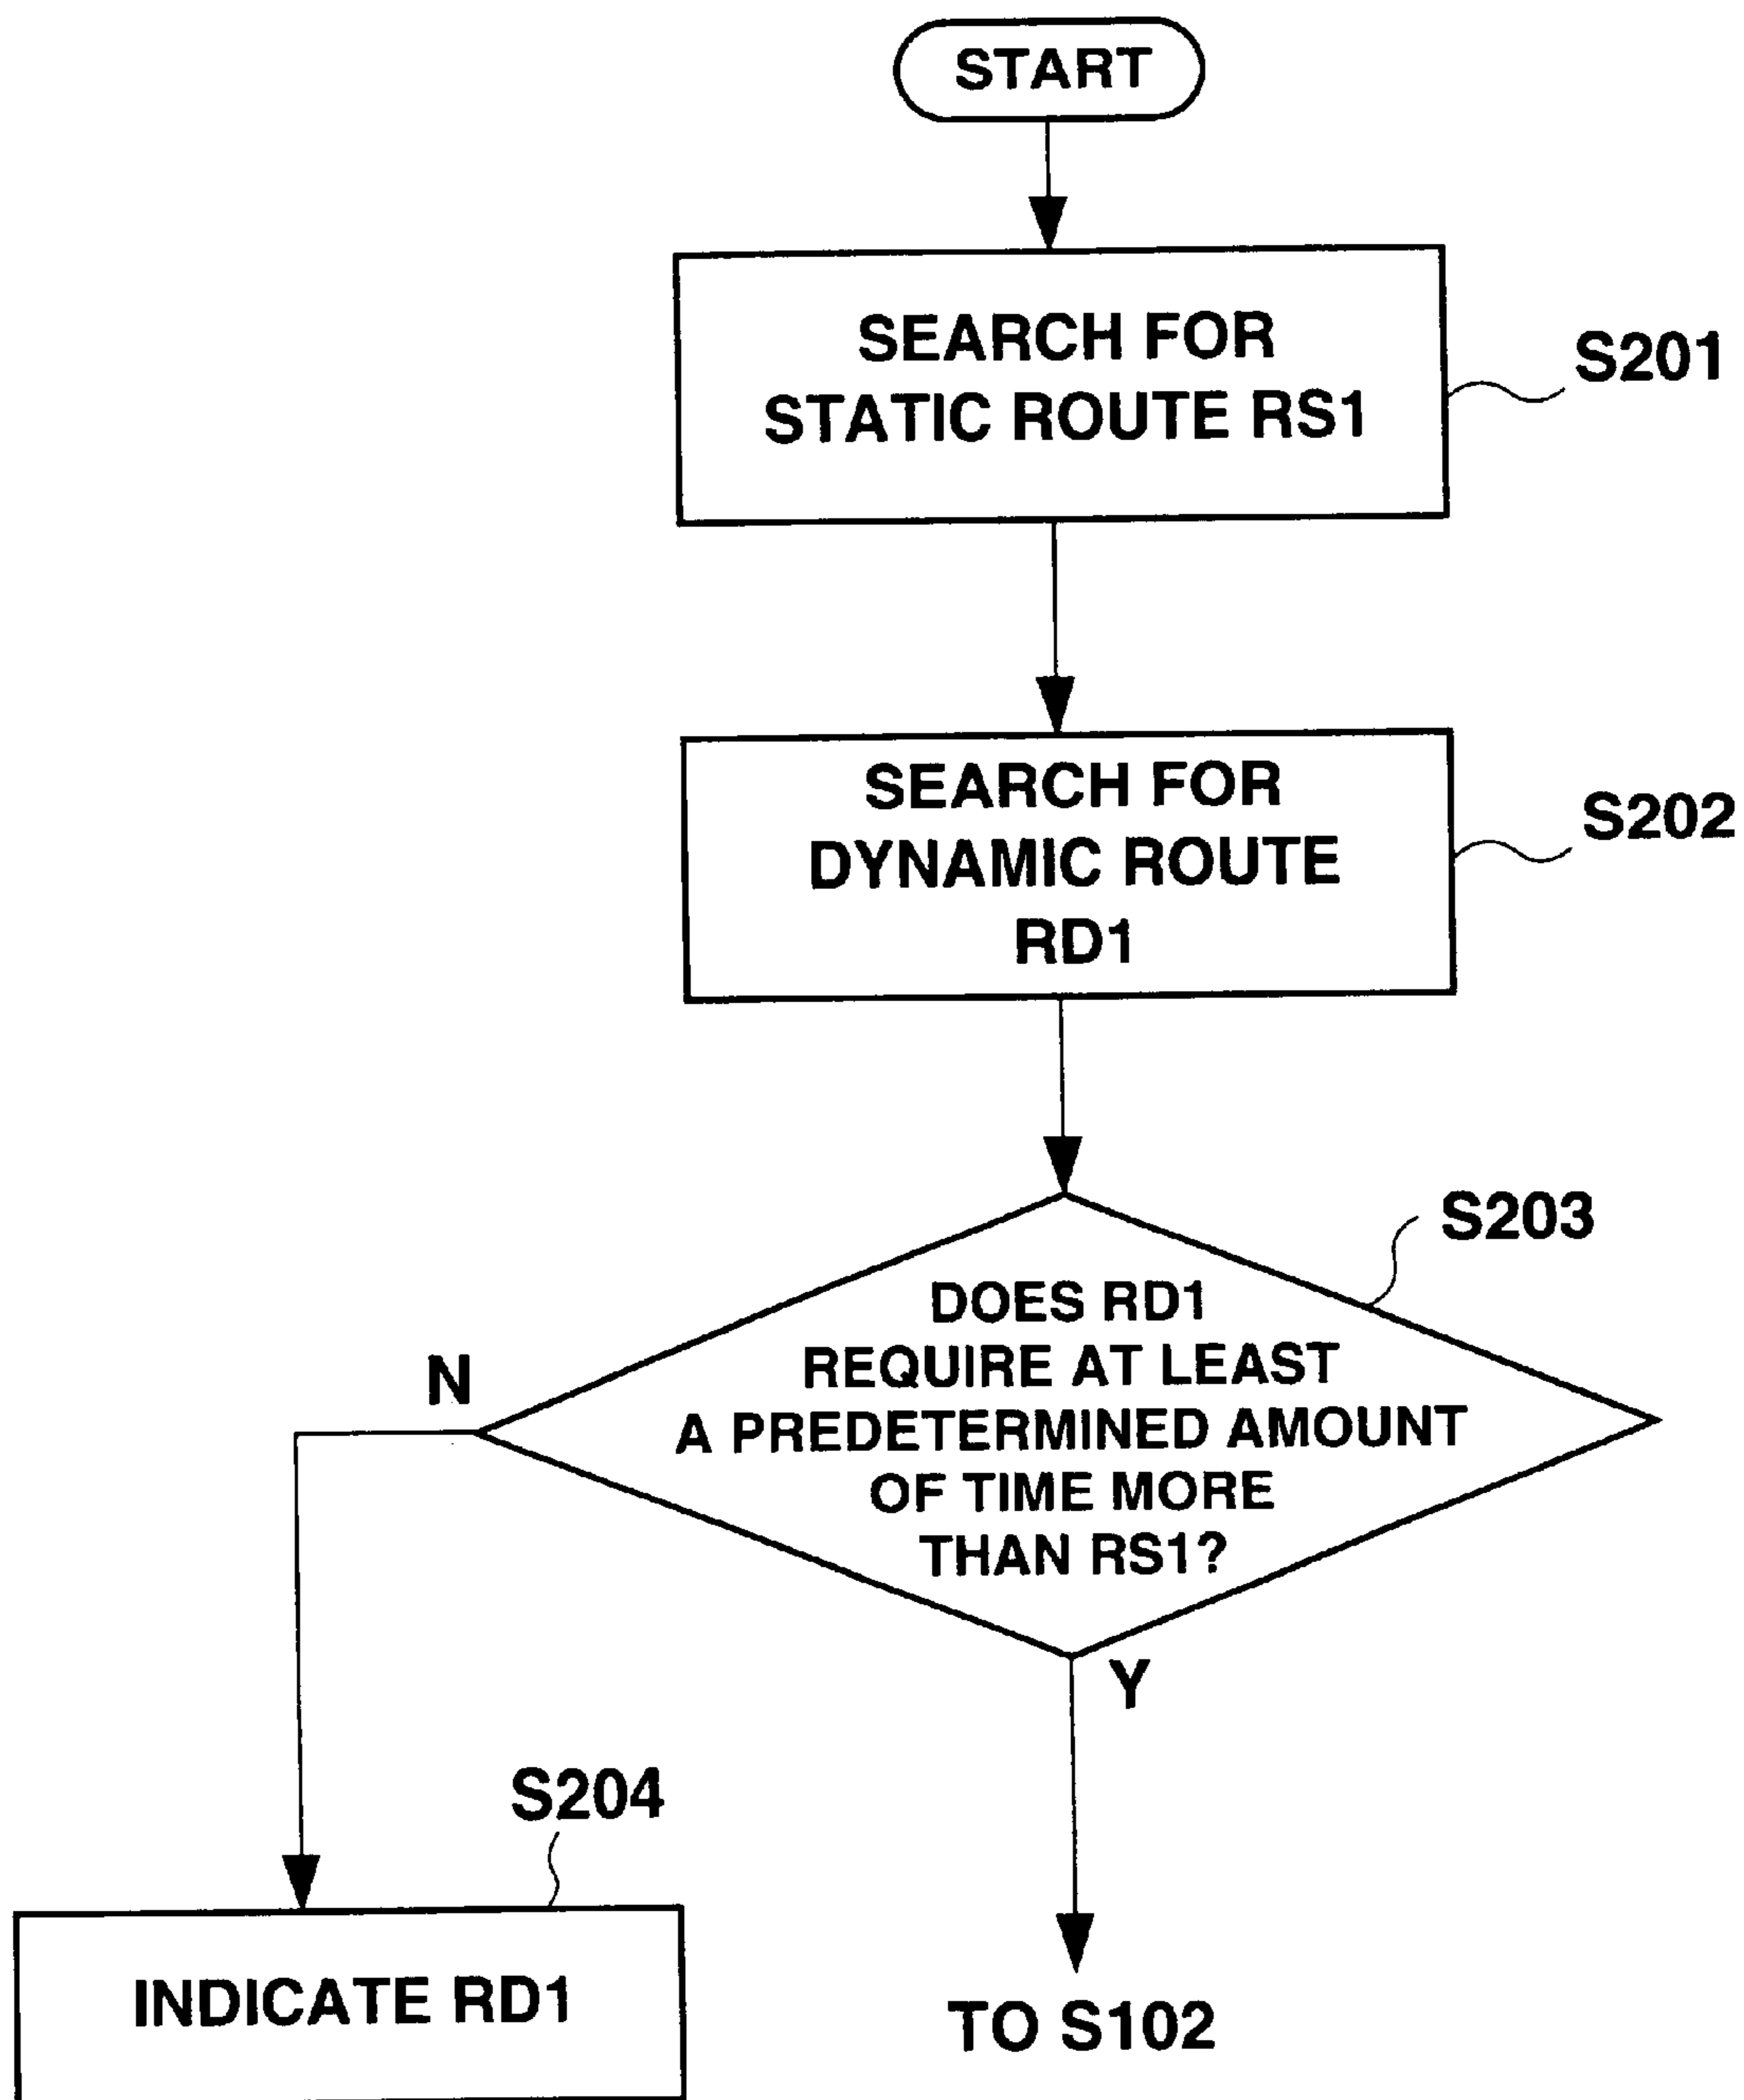 START
SEARCH FOR
STATIC ROUTE RS1
S201
SEARCH FOR
DYNAMIC ROUTE
RD1
S202
S203
DOES RD1
REQUIRE AT LEAST
A PREDETERMINED AMOUNT
OF TIME MORE
THAN RS1?
N
Y
S204
INDICATE RD1
TO S102